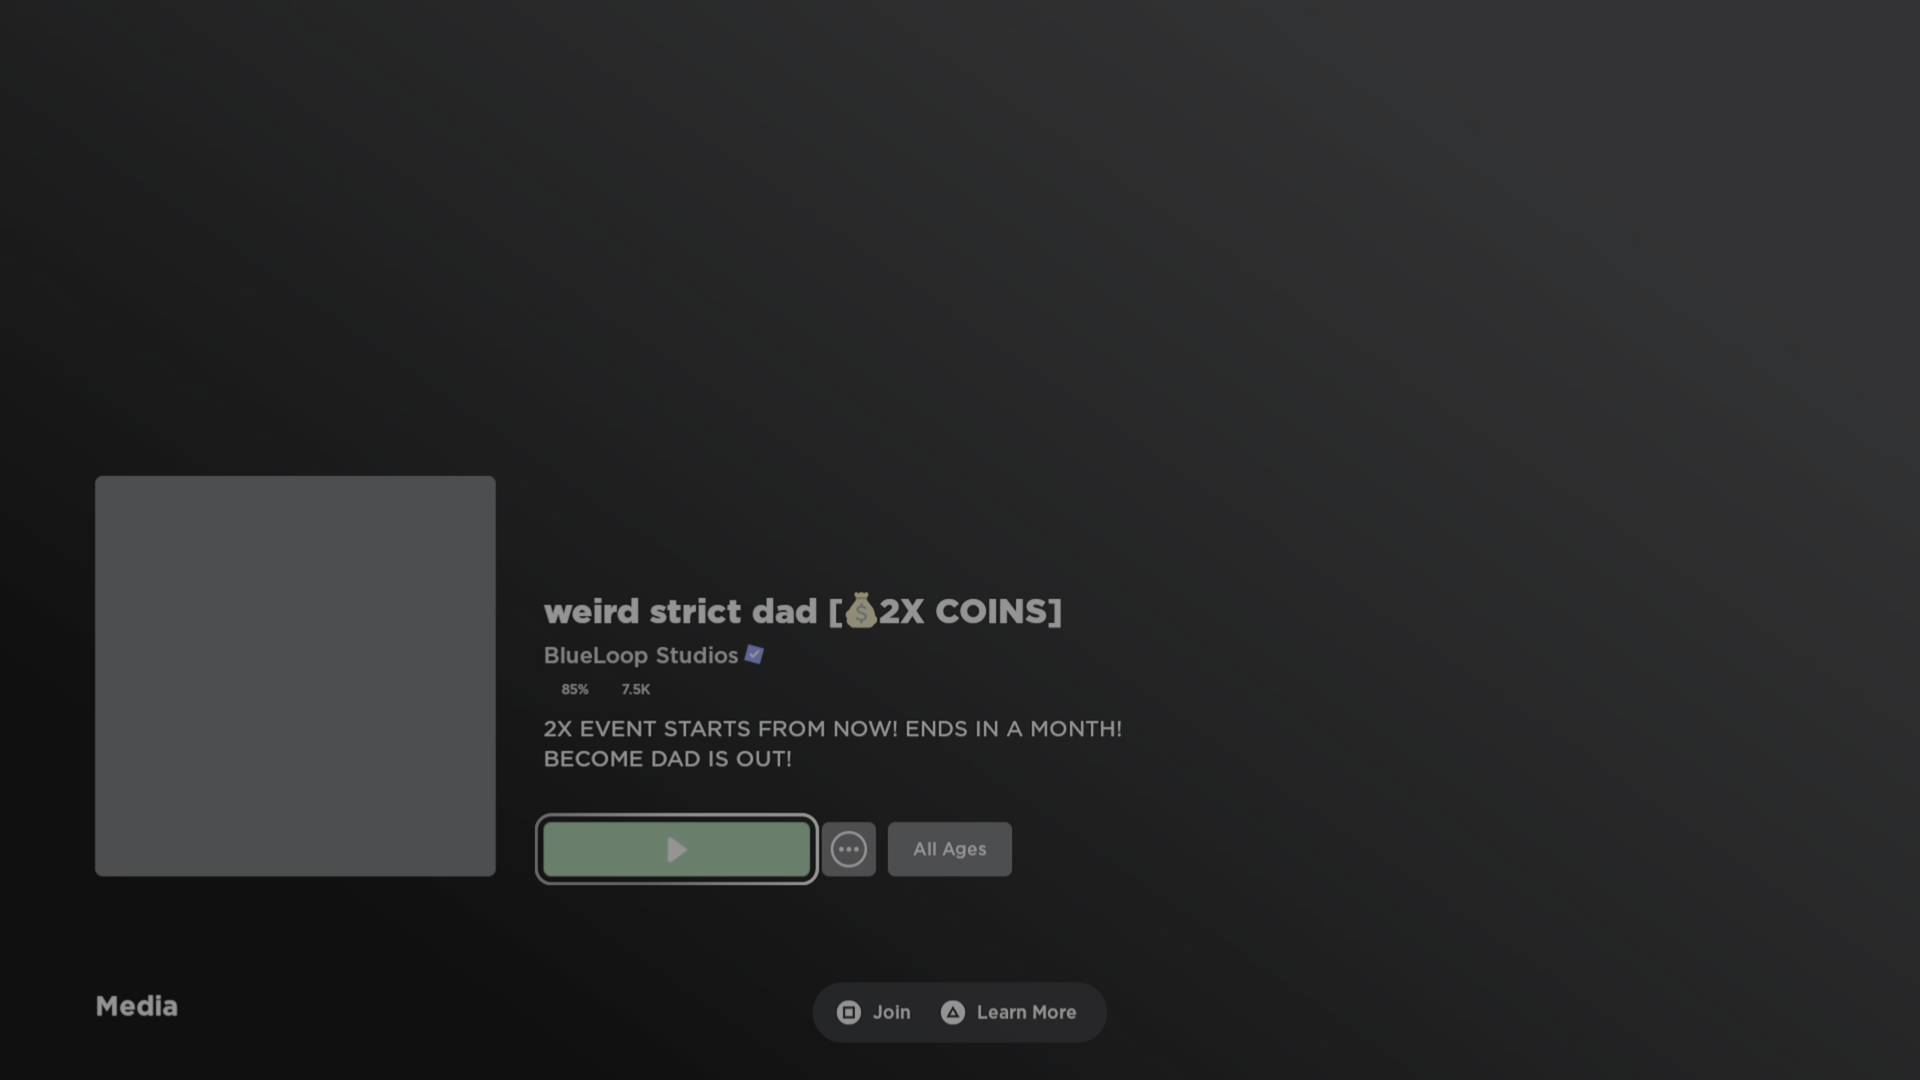 weird strict dad [💰2X COINS]
BlueLoop Studios
85% 7.5K
2X EVENT STARTS FROM NOW! ENDS IN A MONTH!
BECOME DAD IS OUT!
All Ages
Media
Join Learn More